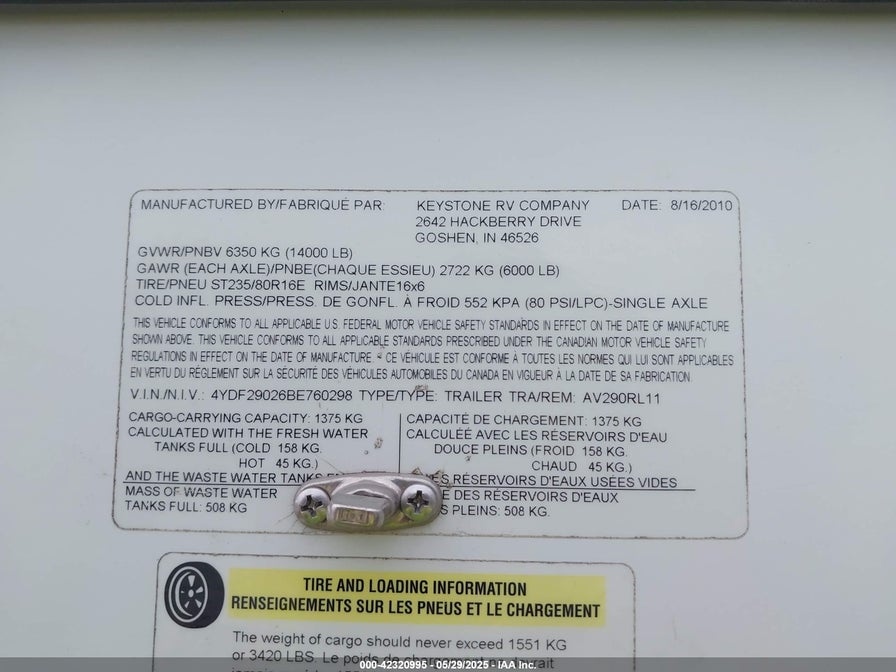 MANUFACTURED BY/FABRIQUÉ PAR: KEYSTONE RV COMPANY DATE: 8/16/2010
2642 HACKBERRY DRIVE
GOSHEN, IN 46526
GVWR/PNBV 6350 KG (14000 LB)
GAWR (EACH AXLE)/PNBE(CHAQUE ESSIEU) 2722 KG (6000 LB)
TIRE/PNEU ST235/80R16E RIMS/JANTE16x6
COLD INFL. PRESS/PRESS. DE GONFL. À FROID 552 KPA (80 PSI/LPC)-SINGLE AXLE
THIS VEHICLE CONFORMS TO ALL APPLICABLE U.S. FEDERAL MOTOR VEHICLE SAFETY STANDARDS IN EFFECT ON THE DATE OF MANUFACTURE
SHOWN ABOVE. THIS VEHICLE CONFORMS TO ALL APPLICABLE STANDARDS PRESCRIBED UNDER THE CANADIAN MOTOR VEHICLE SAFETY
REGULATIONS IN EFFECT ON THE DATE OF MANUFACTURE. CE VÉHICULE EST CONFORME À TOUTES LES NORMES QUI LUI SONT APPLICABLES
EN VERTU DU RÉGLEMENT SUR LA SÉCURITÉ DES VÉHICULES AUTOMOBILES DU CANADA EN VIGUEUR À LA DATE DE SA FABRICATION.
V.I.N./N.I.V.: 4YDF29026BE760298 TYPE/TYPE: TRAILER TRA/REM: AV290RL11
CARGO-CARRYING CAPACITY: 1375 KG
CALCULATED WITH THE FRESH WATER
TANKS FULL (COLD 158 KG.
HOT 45 KG.)
AND THE WASTE WATER TANKS
MASS OF WASTE WATER
TANKS FULL: 508 KG
CAPACITÉ DE CHARGEMENT: 1375 KG
CALCULÉE AVEC LES RÉSERVOIRS D'EAU
DOUCE PLEINS (FROID 158 KG.
CHAUD 45 KG.)
RÉSERVOIRS D'EAUX USÉES VIDES
DE DES RÉSERVOIRS D'EAUX
PLEINS: 508 KG.
TIRE AND LOADING INFORMATION
RENSEIGNEMENTS SUR LES PNEUS ET LE CHARGEMENT
The weight of cargo should never exceed 1551 KG
or 3420 LBS. Le poids de
000-42320995 - 05/29/2025 - IAA Inc.